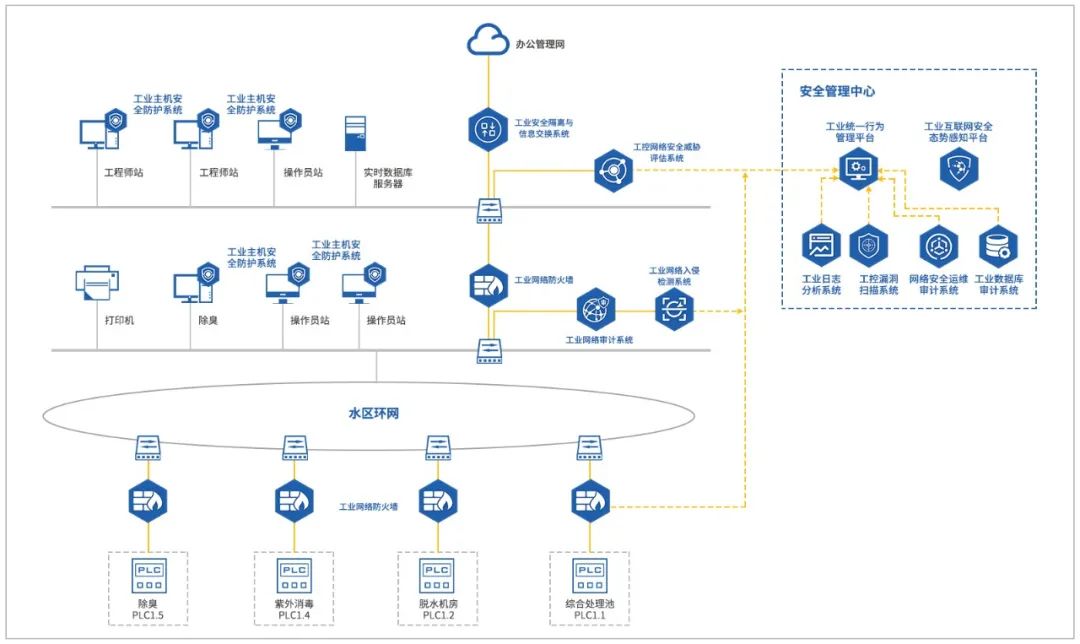 办公管理网
安全管理中心
工业主机安
全防护系统
工业主机安
全防护系统
工业安全隔离与
信息交换系统
工业统一行为
管理平台
工业互联网安全
态势感知平台
工控网络安全威胁
评估系统
工程师站
工程师站
操作员站
实时数据库
服务器
工业主机安
全防护系统
工业主机安
全防护系统
工业网络防火墙
工业网络入侵
检测系统
工业日志
分析系统
工控漏洞
扫描系统
网络安全运维
审计系统
工业数据库
审计系统
打印机
除臭
操作员站
操作员站
工业网络审计系统
水区环网
工业网络防火墙
PLC
PLC
PLC
PLC
除臭
PLC1.5
紫外消毒
PLC1.4
脱水机房
PLC1.2
综合处理池
PLC1.1